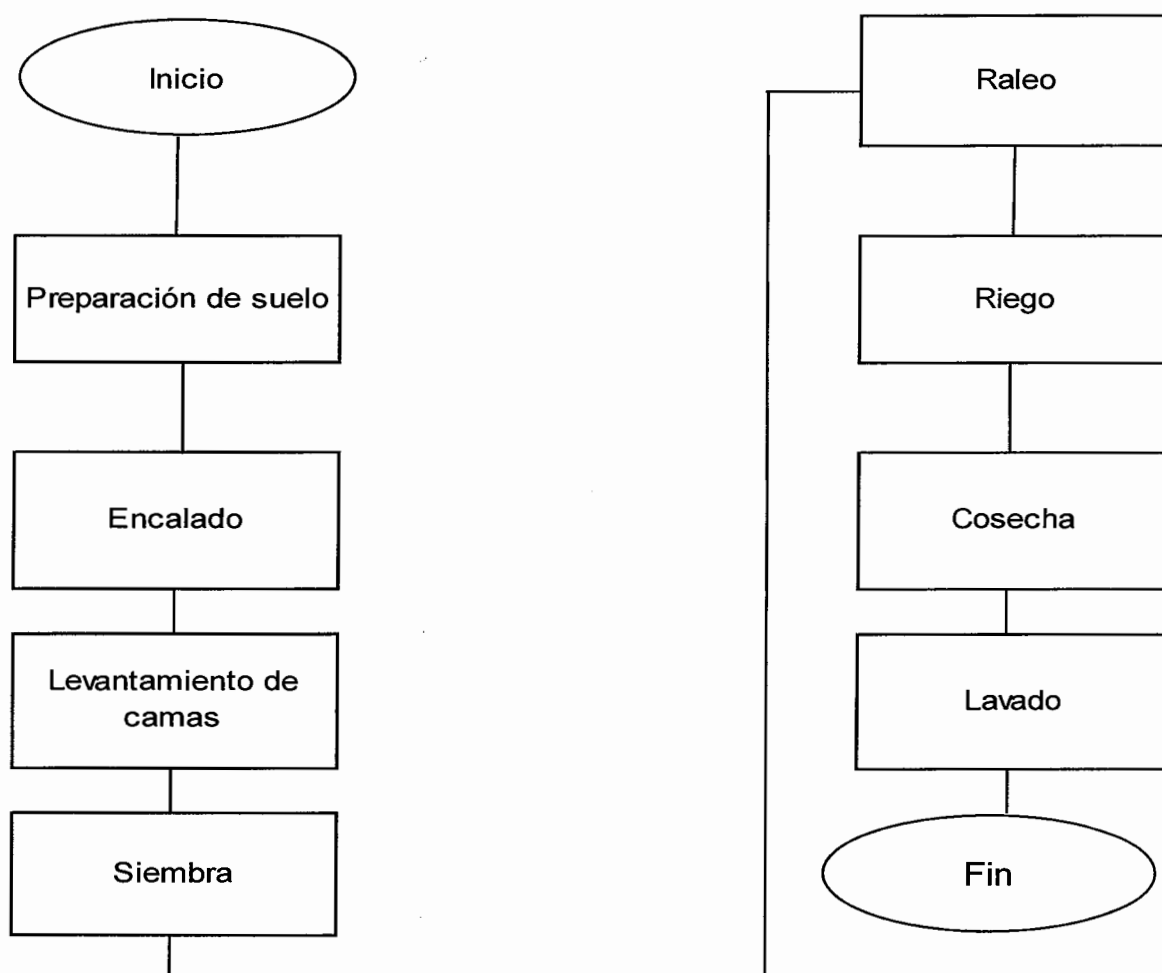 Inicio
Preparación de suelo
Encalado
Levantamiento de
camas
Siembra
Raleo
Riego
Cosecha
Lavado
Fin